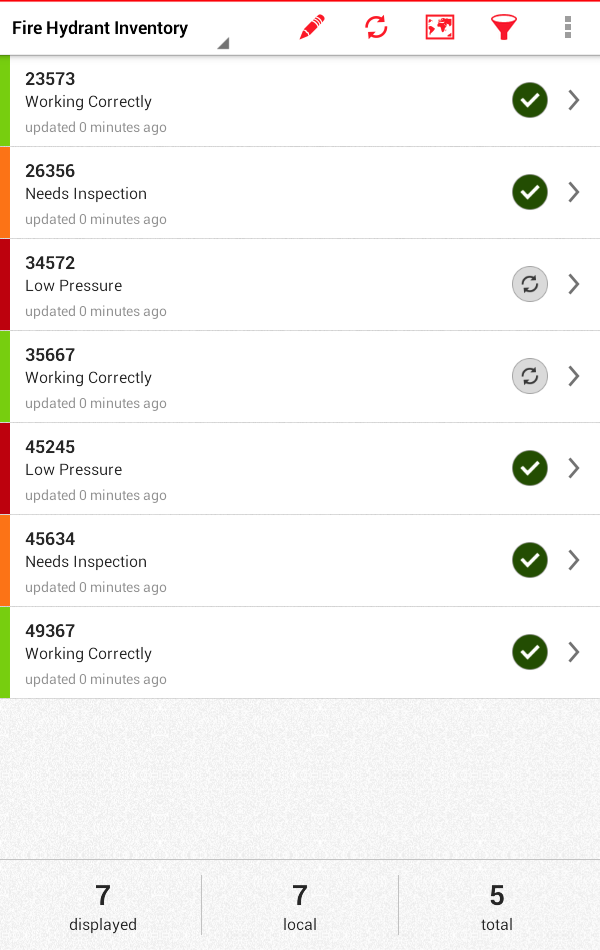 Fire Hydrant Inventory
23573
Working Correctly
updated 0 minutes ago
26356
Needs Inspection
updated 0 minutes ago
34572
Low Pressure
updated 0 minutes ago
35667
Working Correctly
updated 0 minutes ago
45245
Low Pressure
updated 0 minutes ago
45634
Needs Inspection
updated 0 minutes ago
49367
Working Correctly
updated 0 minutes ago
7 7 5
displayed local total